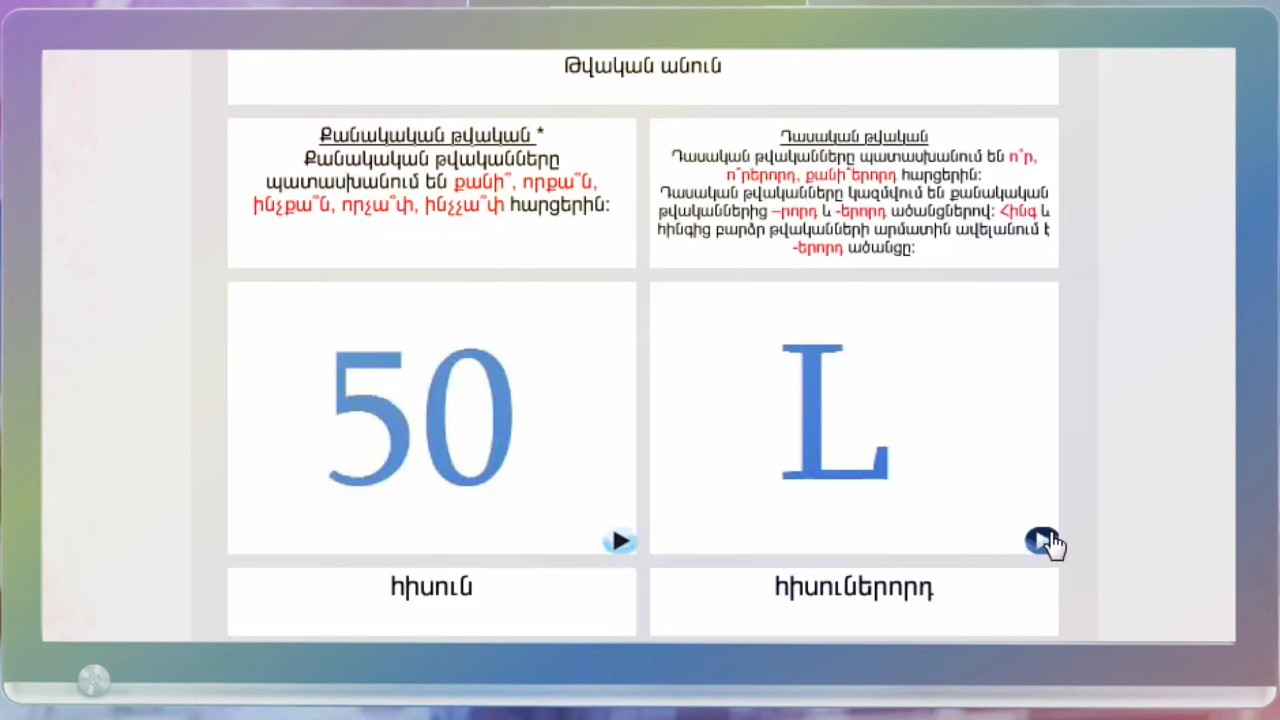 Թվական անուն
Քանակական թվական *
Քանակական թվականները
պատասխանում են քանի՞, որքա՞ն,
ինչքա՞ն, որչա՞փ, ինչչա՞փ հարցերին:
Դասական թվական
Դասական թվականները պատասխանում են ո՞ր,
ո՞րերորդ, քանի՞երորդ հարցերին:
Դասական թվականները կազմվում են քանակական
թվականներից –րորդ և -երորդ ածանցներով: Հինգ և
հինգից բարձր թվականների արմատին ավելանում է
-երորդ ածանցը:
50
L
հիսուն
հիսուներորդ